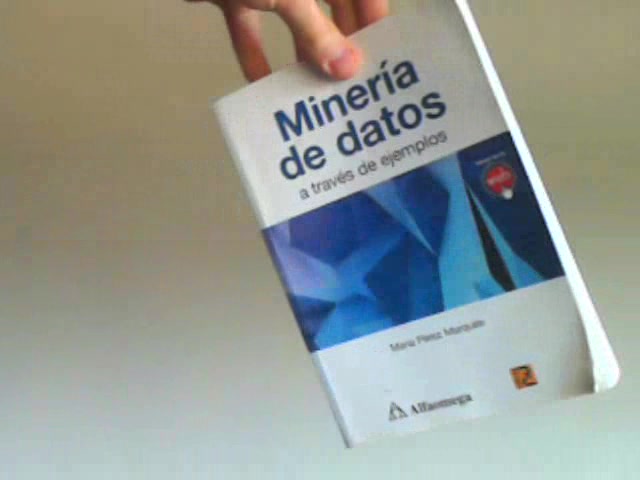 Minería
de datos
a través de ejemplos
María Pérez Marqués
Alfaomega